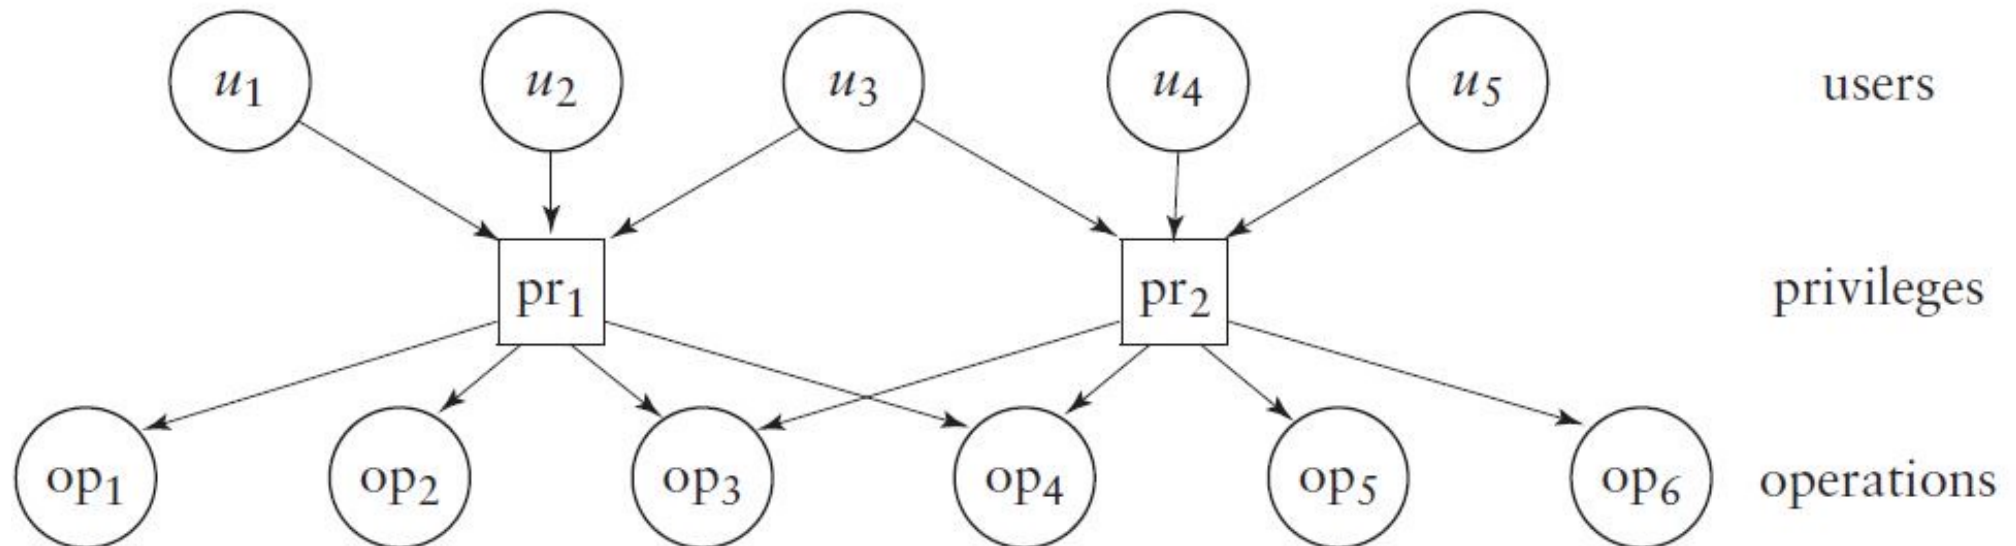 u₁ u₂ u₃ u₄ u₅ users
pr₁ pr₂ privileges
op₁ op₂ op₃ op₄ op₅ op₆ operations